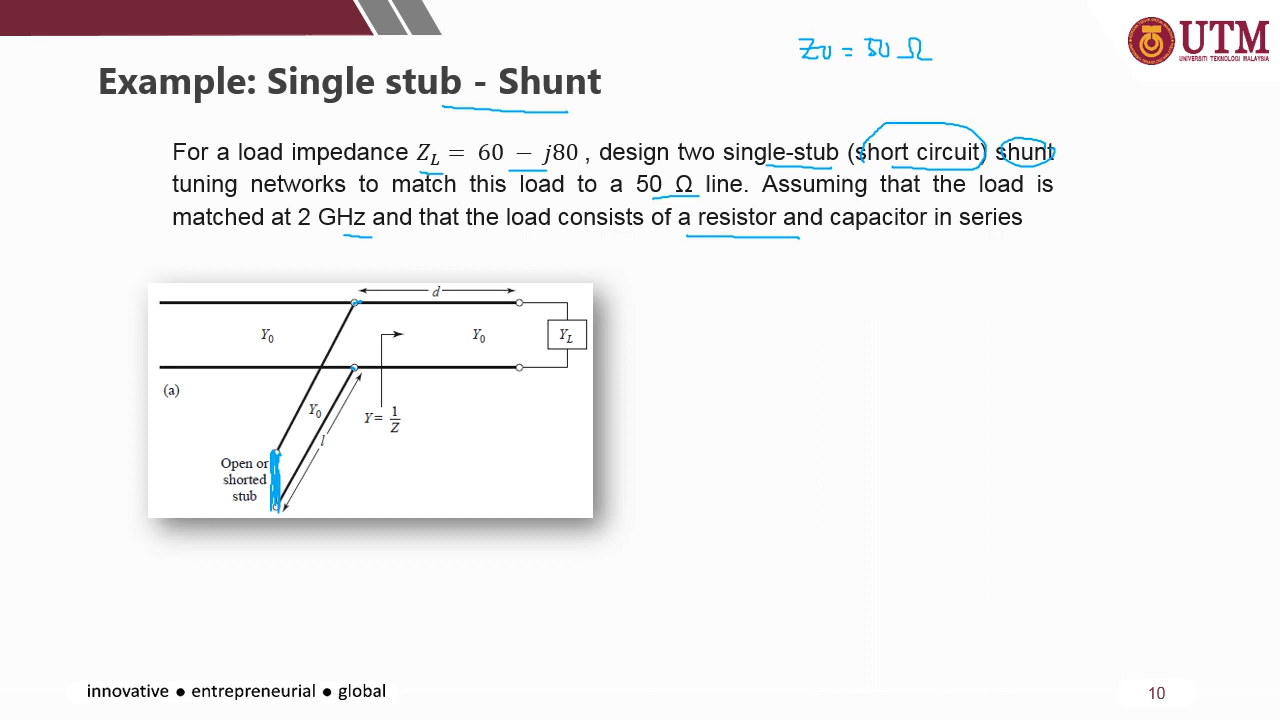 Z0 = 50 Ω
UTM
UNIVERSITI TEKNOLOGI MALAYSIA
Example: Single stub - Shunt
For a load impedance Z_L = 60 − j80 , design two single-stub (short circuit) shunt
tuning networks to match this load to a 50 Ω line. Assuming that the load is
matched at 2 GHz and that the load consists of a resistor and capacitor in series
d
Y0
Y0
YL
(a)
Y0
Y = 1/Z
l
Open or
shorted
stub
innovative ● entrepreneurial ● global
10